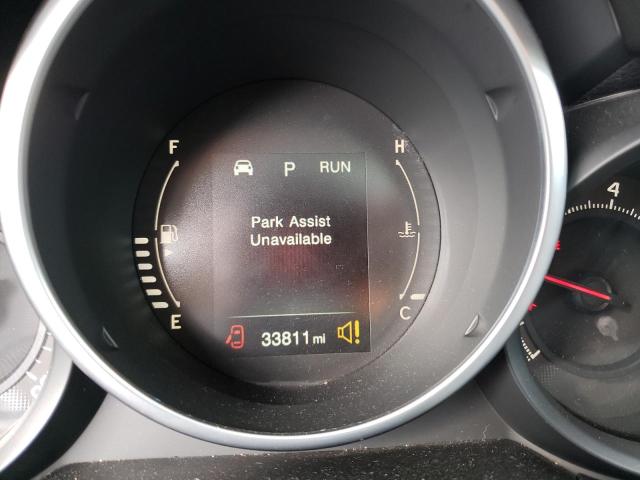 F
H
P RUN
Park Assist
Unavailable
E
C
33811 mi
4